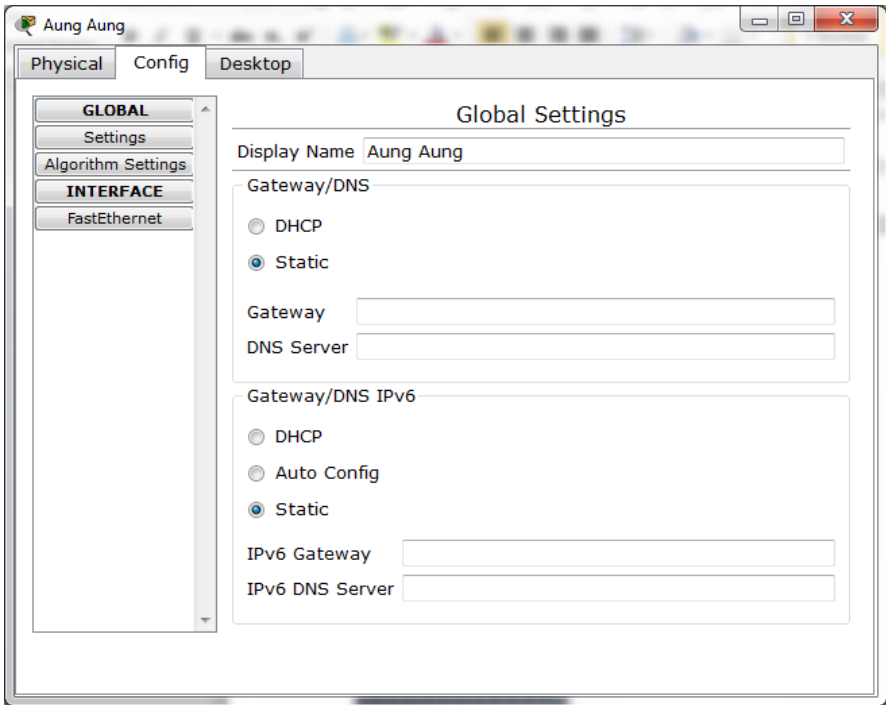 Aung Aung
Physical Config Desktop
GLOBAL
Settings
Algorithm Settings
INTERFACE
FastEthernet
Global Settings
Display Name Aung Aung
Gateway/DNS
DHCP
Static
Gateway
DNS Server
Gateway/DNS IPv6
DHCP
Auto Config
Static
IPv6 Gateway
IPv6 DNS Server